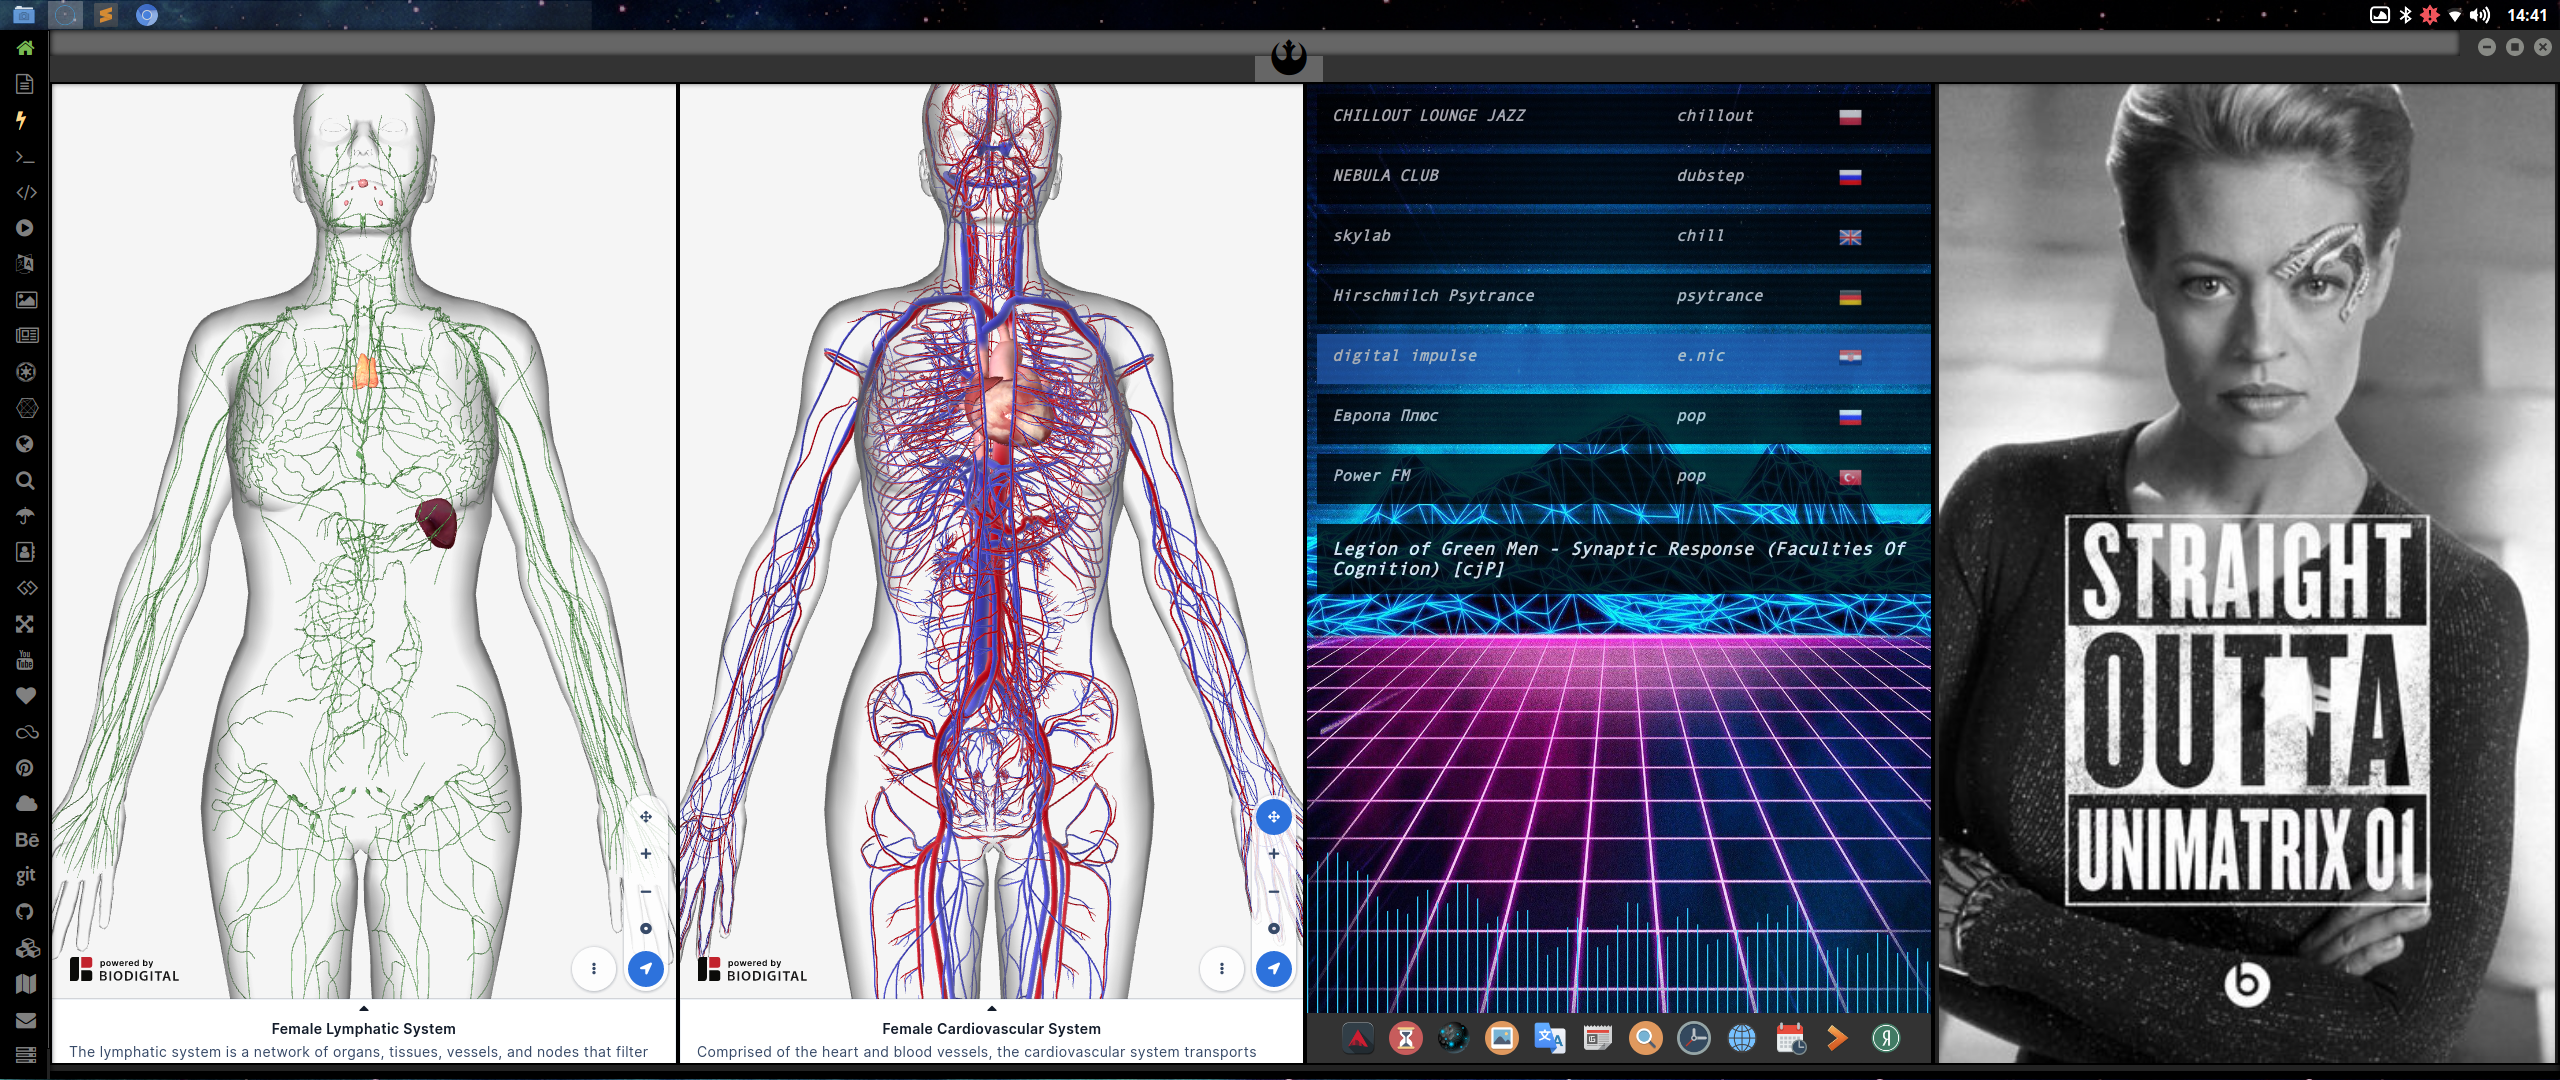 14:41
You
Tube
Bē
git
powered by
BIODIGITAL
Female Lymphatic System
The lymphatic system is a network of organs, tissues, vessels, and nodes that filter
powered by
BIODIGITAL
Female Cardiovascular System
Comprised of the heart and blood vessels, the cardiovascular system transports
CHILLOUT LOUNGE JAZZ chillout
NEBULA CLUB dubstep
skylab chill
Hirschmilch Psytrance psytrance
digital impulse e.nic
Европа Плюс pop
Power FM pop
Legion of Green Men - Synaptic Response (Faculties Of
Cognition) [cjP]
Я
STRAIGHT
OUTTA
UNIMATRIX 01
b